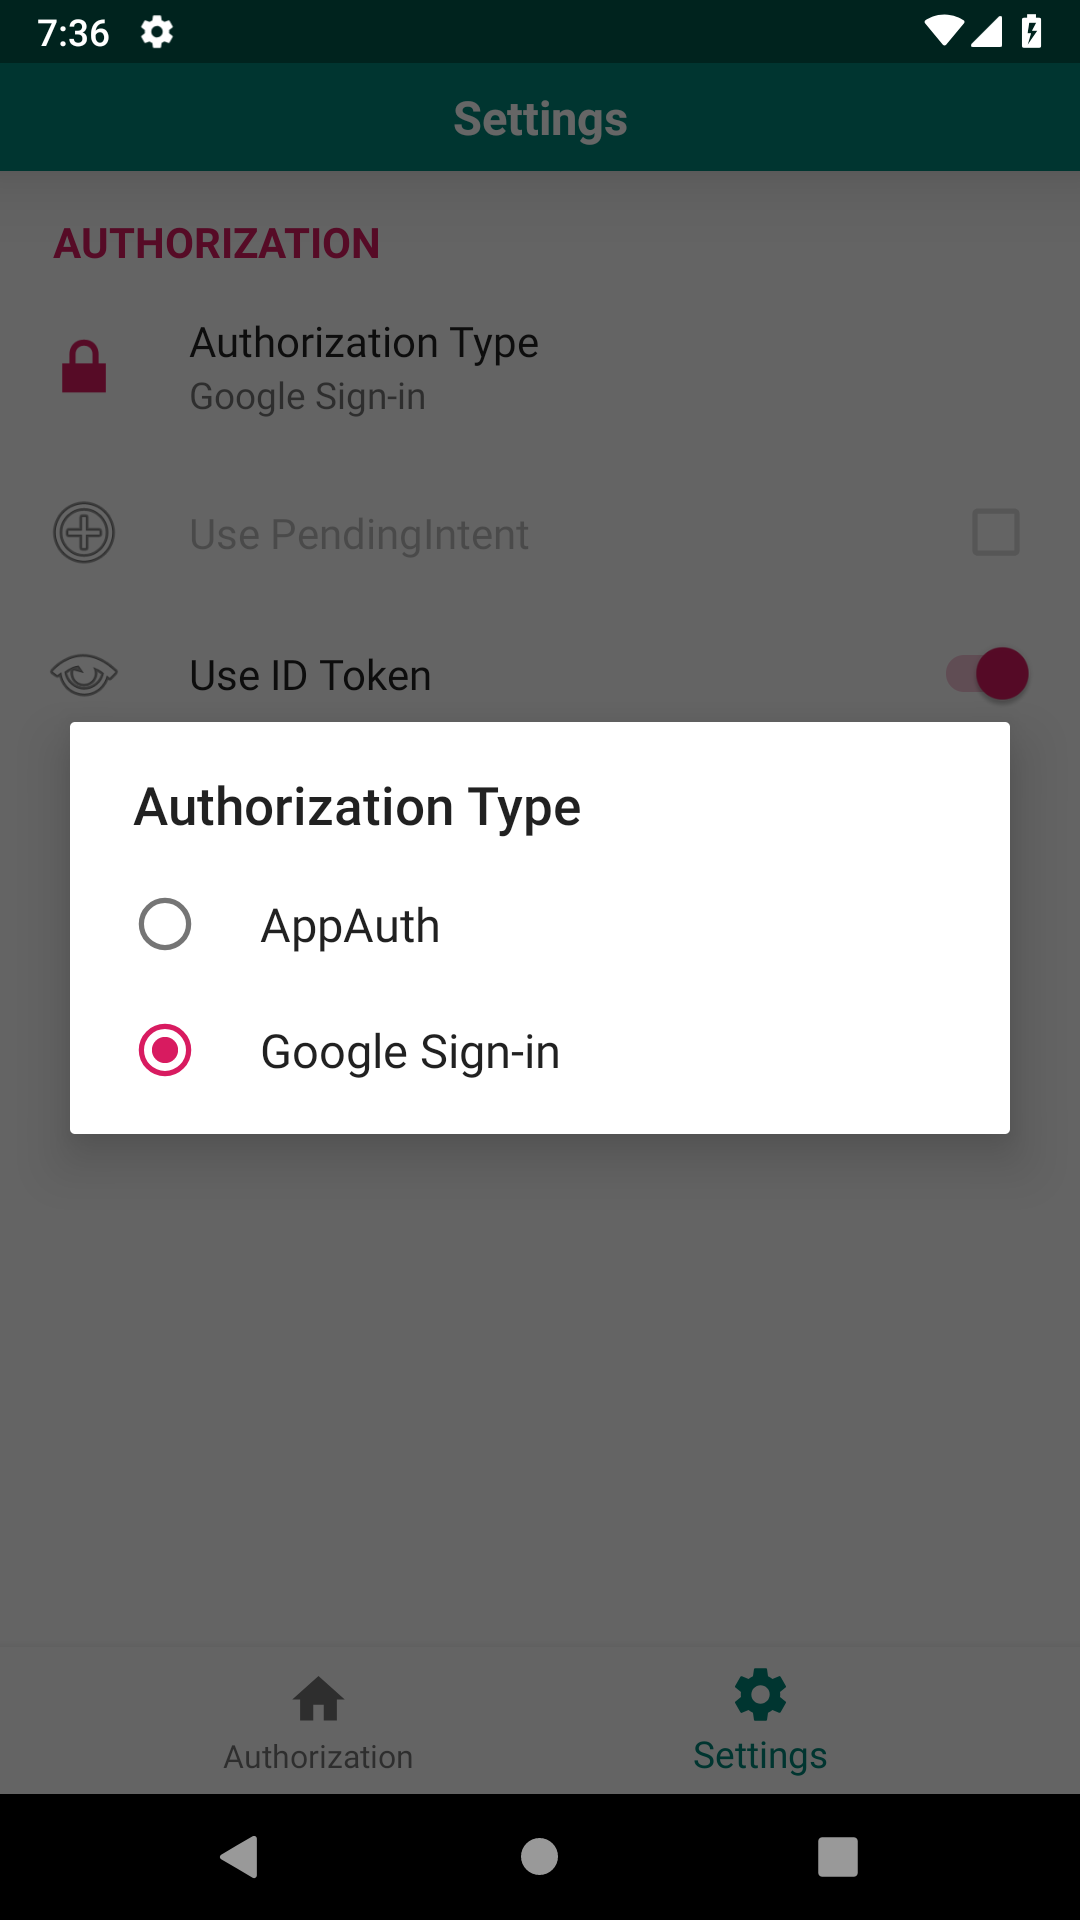 7:36
Settings
AUTHORIZATION
Authorization Type
Google Sign-in
Use PendingIntent
Use ID Token
Authorization Type
AppAuth
Google Sign-in
Authorization
Settings